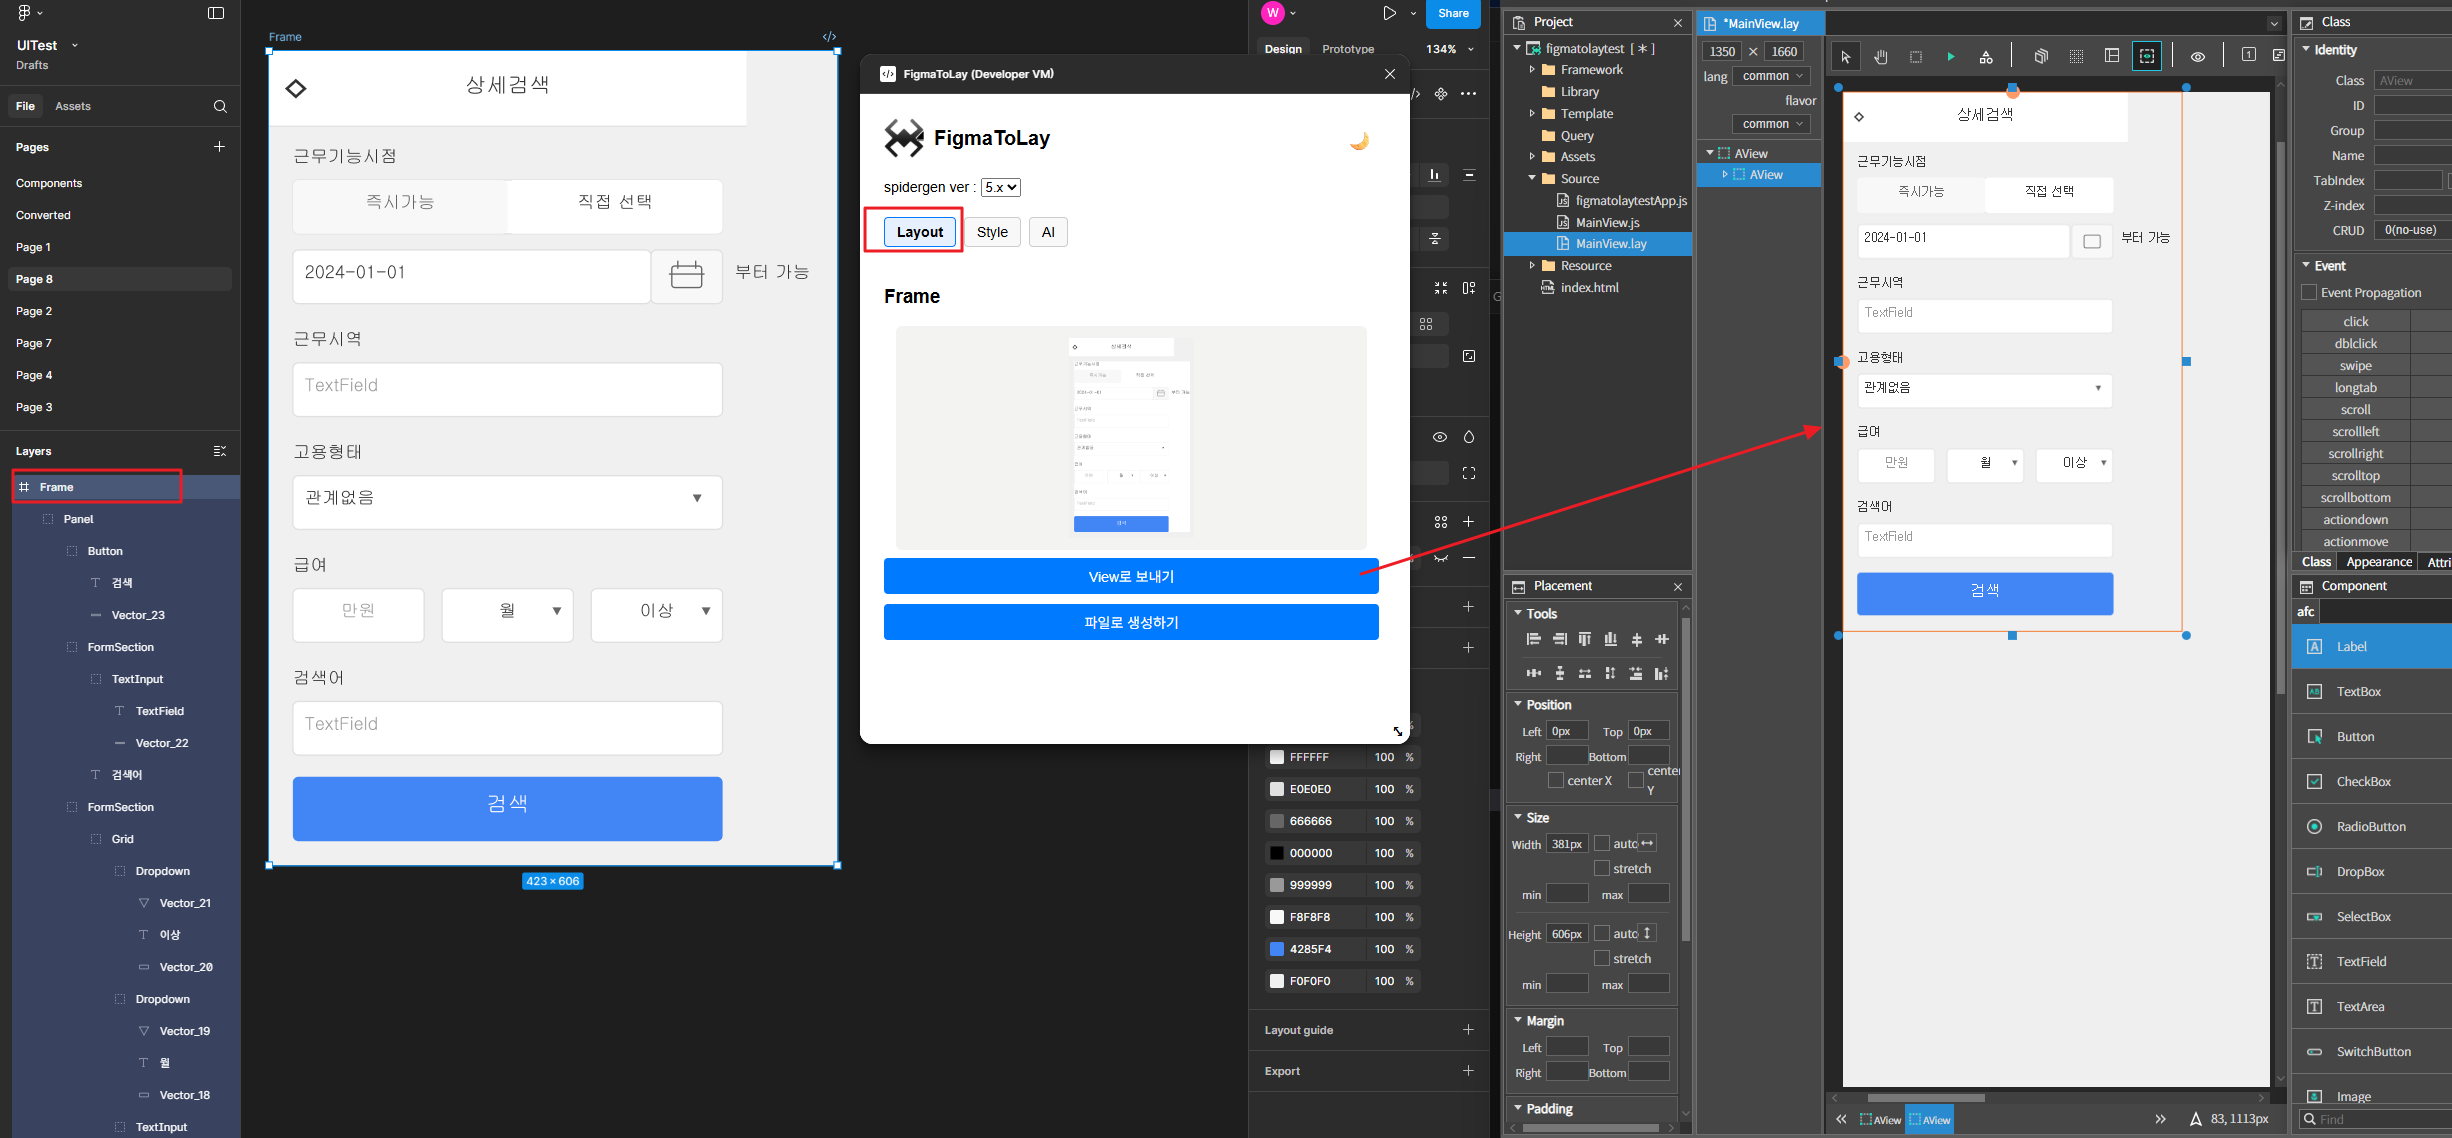 UITest
Drafts
File
Assets
Pages
Components
Converted
Page 1
Page 8
Page 2
Page 7
Page 4
Page 3
Layers
Frame
Panel
Button
검색
Vector_23
FormSection
TextInput
TextField
Vector_22
검색어
FormSection
Grid
Dropdown
Vector_21
이상
Vector_20
Dropdown
Vector_19
월
Vector_18
TextInput
Frame
상세검색
근무기능시점
즉시가능
직접 선택
2024-01-01
부터 가능
근무시역
TextField
고용형태
관계없음
급여
만원
월
이상
검색어
TextField
검색
423 × 606
FigmaToLay (Developer VM)
FigmaToLay
spidergen ver : 5.x
Layout
Style
AI
Frame
View로 보내기
파일로 생성하기
W
Share
Design
Prototype
134%
FFFFFF 100 %
E0E0E0 100 %
666666 100 %
000000 100 %
999999 100 %
F8F8F8 100 %
4285F4 100 %
F0F0F0 100 %
Layout guide
Export
Project
figmatolaytest [ * ]
Framework
Library
Template
Query
Assets
Source
figmatolaytestApp.js
MainView.js
MainView.lay
Resource
index.html
Placement
Tools
Position
Left 0px Top 0px
Right Bottom
center X center Y
Size
Width 381px auto
stretch
min max
Height 606px auto
stretch
min max
Margin
Left Top
Right Bottom
Padding
*MainView.lay
1350 × 1660
lang common
flavor
common
AView
AView
상세검색
근무기능시점
즉시가능
직접 선택
2024-01-01
부터 가능
근무시역
TextField
고용형태
관계없음
급여
만원
월
이상
검색어
TextField
검색
AView
AView
83, 1113px
Class
Identity
Class AView
ID
Group
Name
TabIndex
Z-index
CRUD 0(no-use)
Event
Event Propagation
click
dblclick
swipe
longtab
scroll
scrollleft
scrollright
scrolltop
scrollbottom
actiondown
actionmove
Class
Appearance
Attri
Component
afc
Label
TextBox
Button
CheckBox
RadioButton
DropBox
SelectBox
TextField
TextArea
SwitchButton
Image
Find